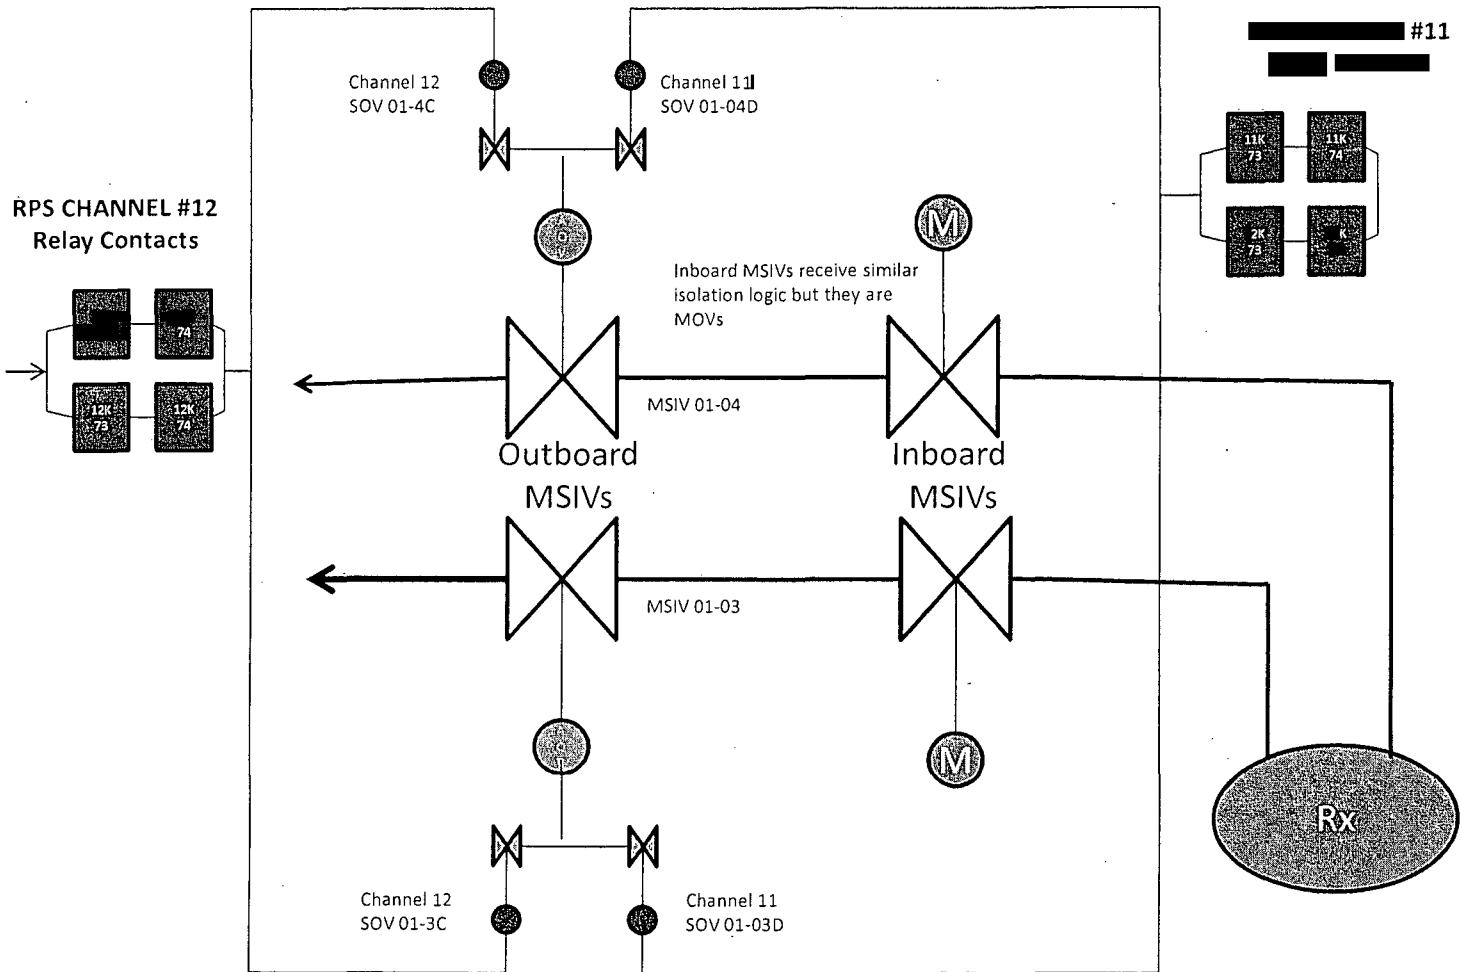 #11
Channel 12
SOV 01-4C
Channel 11
SOV 01-04D
11K
73
11K
74
K
73
K
RPS CHANNEL #12
Relay Contacts
74
12K
73
12K
74
M
Inboard MSIVs receive similar
isolation logic but they are
MOVs
MSIV 01-04
Outboard
MSIVs
Inboard
MSIVs
MSIV 01-03
M
Rx
Channel 12
SOV 01-3C
Channel 11
SOV 01-03D